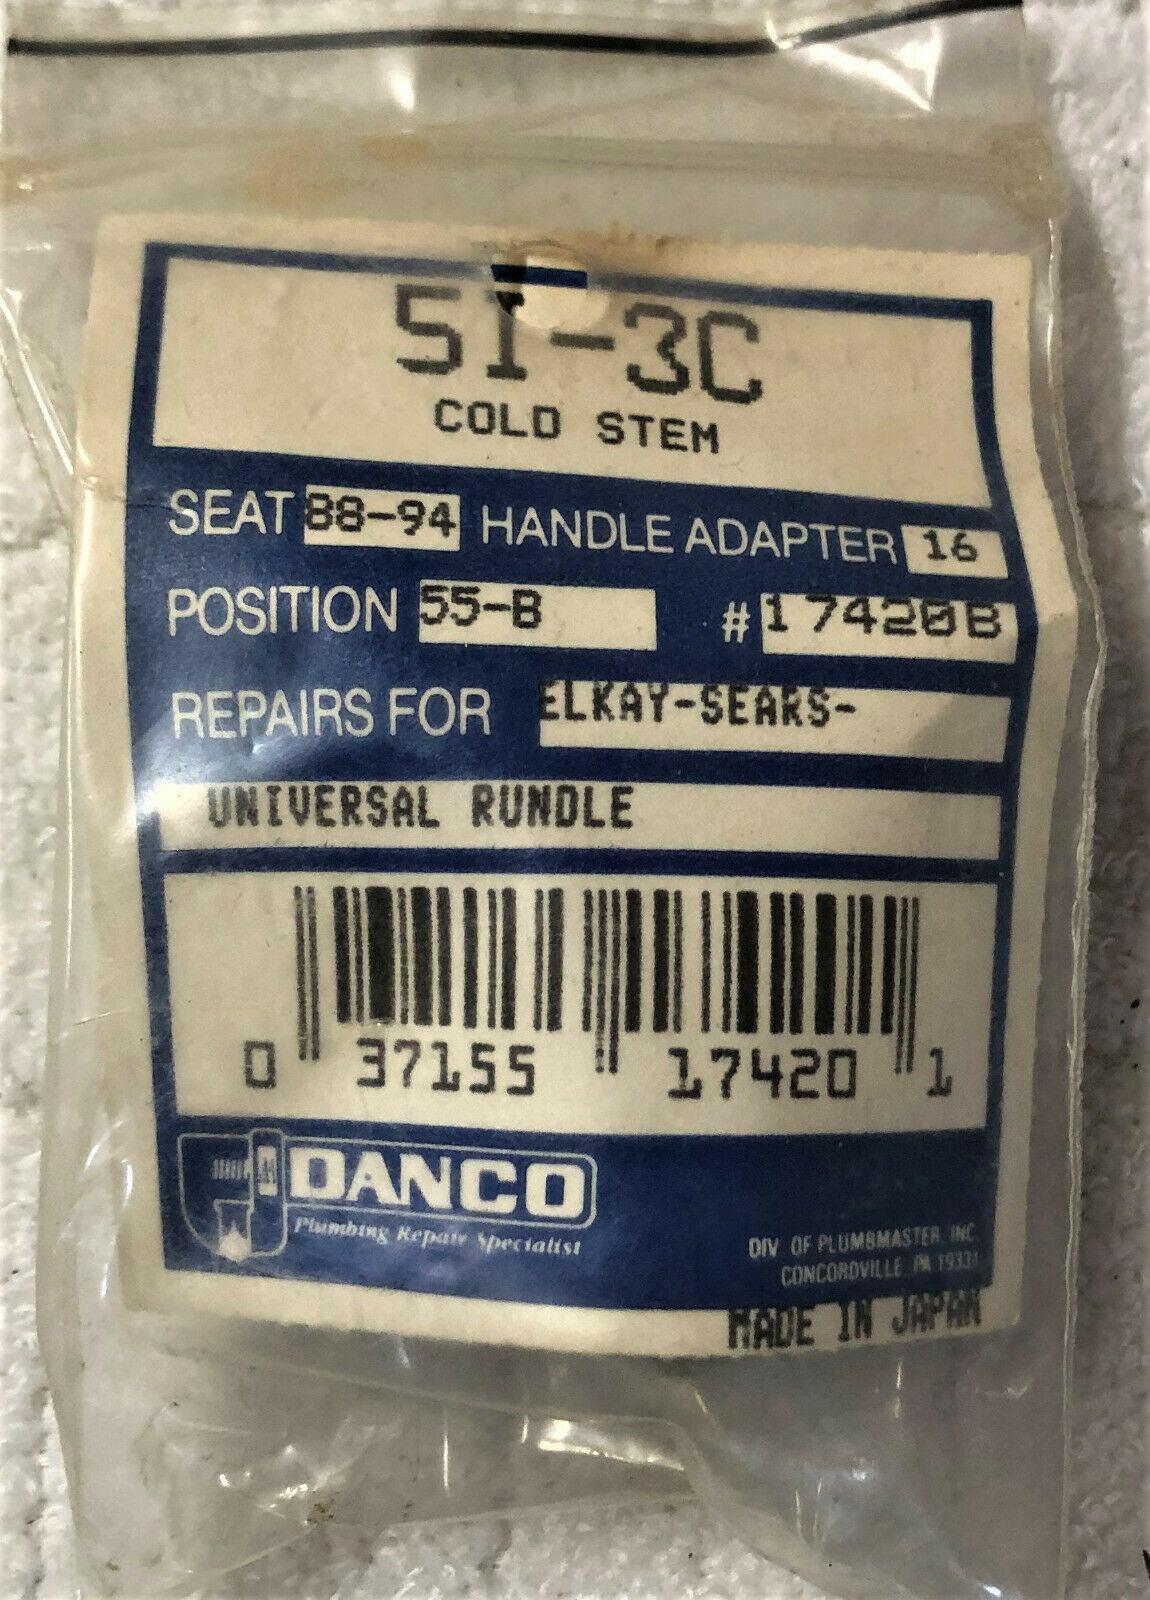 5I-3C
COLD STEM
SEAT 88-94 HANDLE ADAPTER 16
POSITION 55-B # 17420B
REPAIRS FOR ELKAY-SEARS-
UNIVERSAL RUNDLE
0 37155 17420 1
DANCO
Plumbing Repair Specialist
DIV. OF PLUMBMASTER, INC.
CONCORDVILLE, PA 19331
MADE IN JAPAN